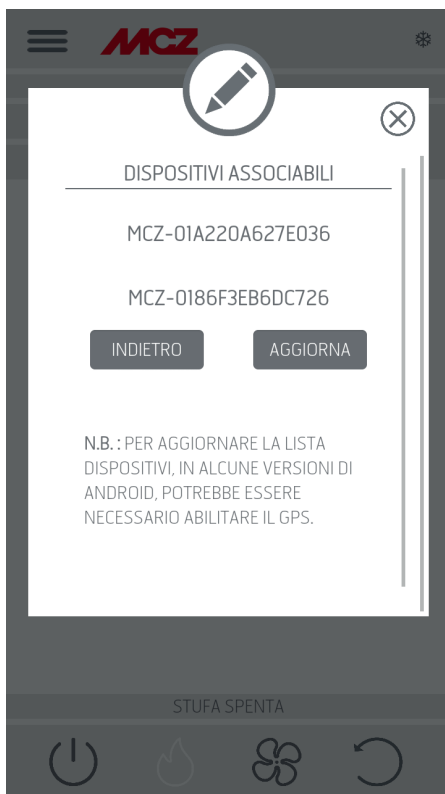 MCZ
DISPOSITIVI ASSOCIABILI
MCZ-01A220A627E036
MCZ-0186F3EB6DC726
INDIETRO
AGGIORNA
N.B. : PER AGGIORNARE LA LISTA
DISPOSITIVI, IN ALCUNE VERSIONI DI
ANDROID, POTREBBE ESSERE
NECESSARIO ABILITARE IL GPS.
STUFA SPENTA